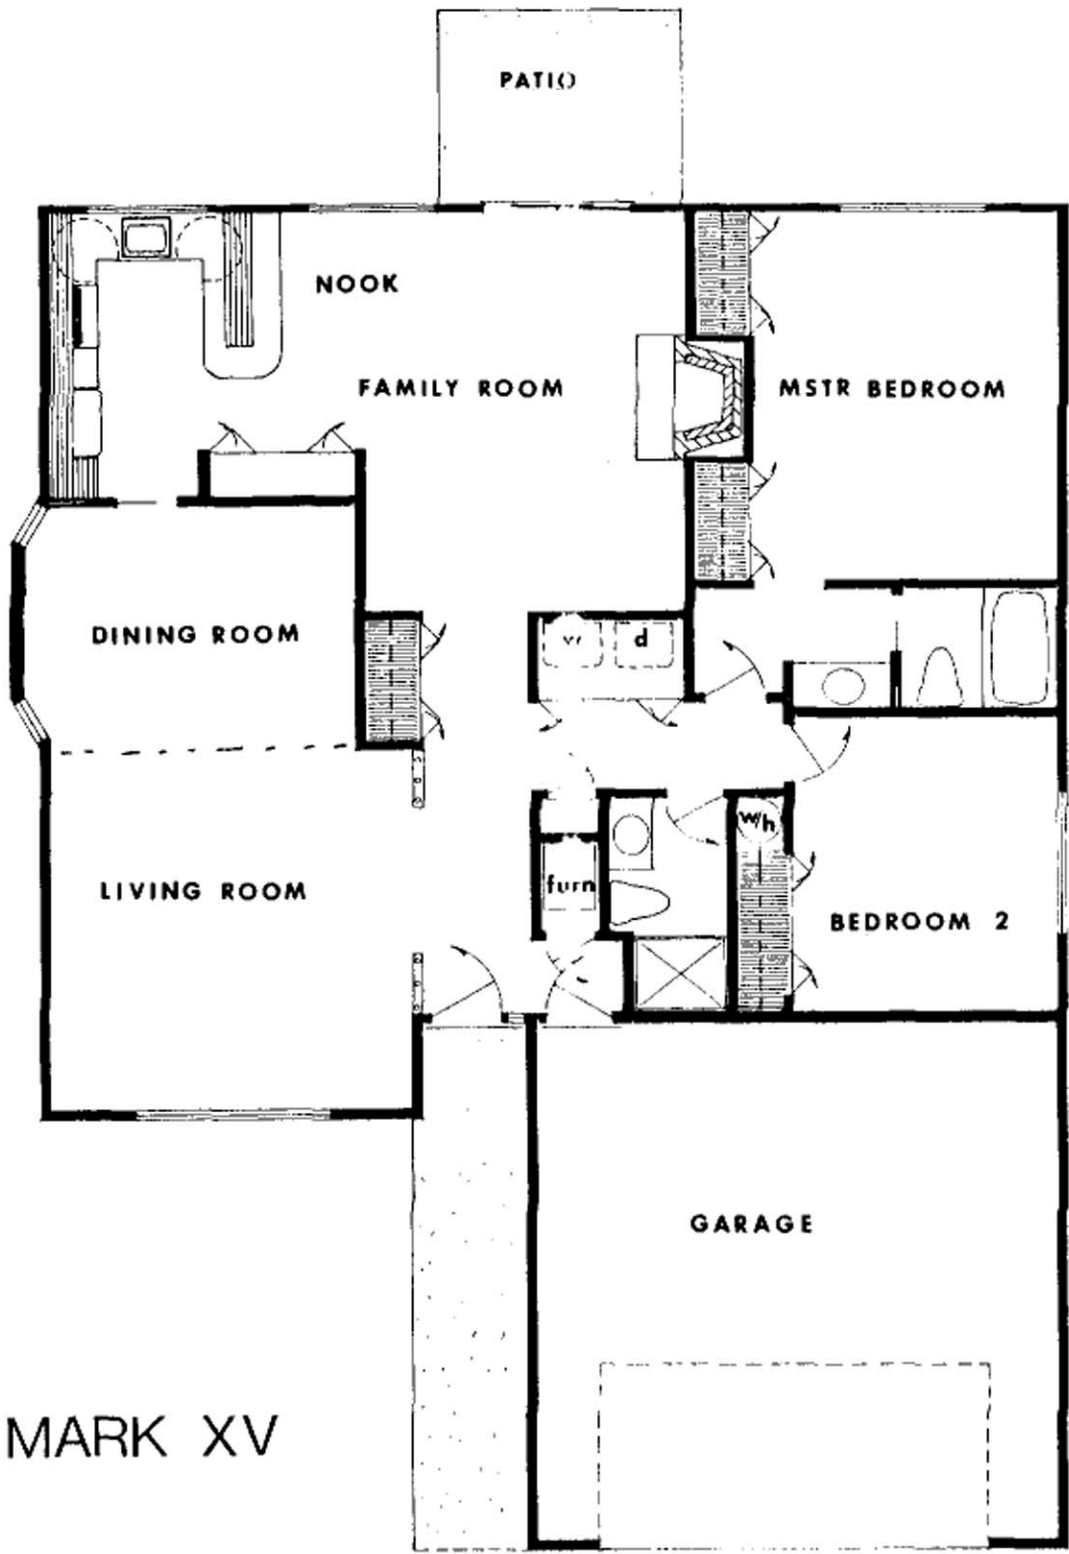 PATIO
NOOK
FAMILY ROOM
MSTR BEDROOM
DINING ROOM
w
d
LIVING ROOM
w/h
furn
BEDROOM 2
GARAGE
MARK XV